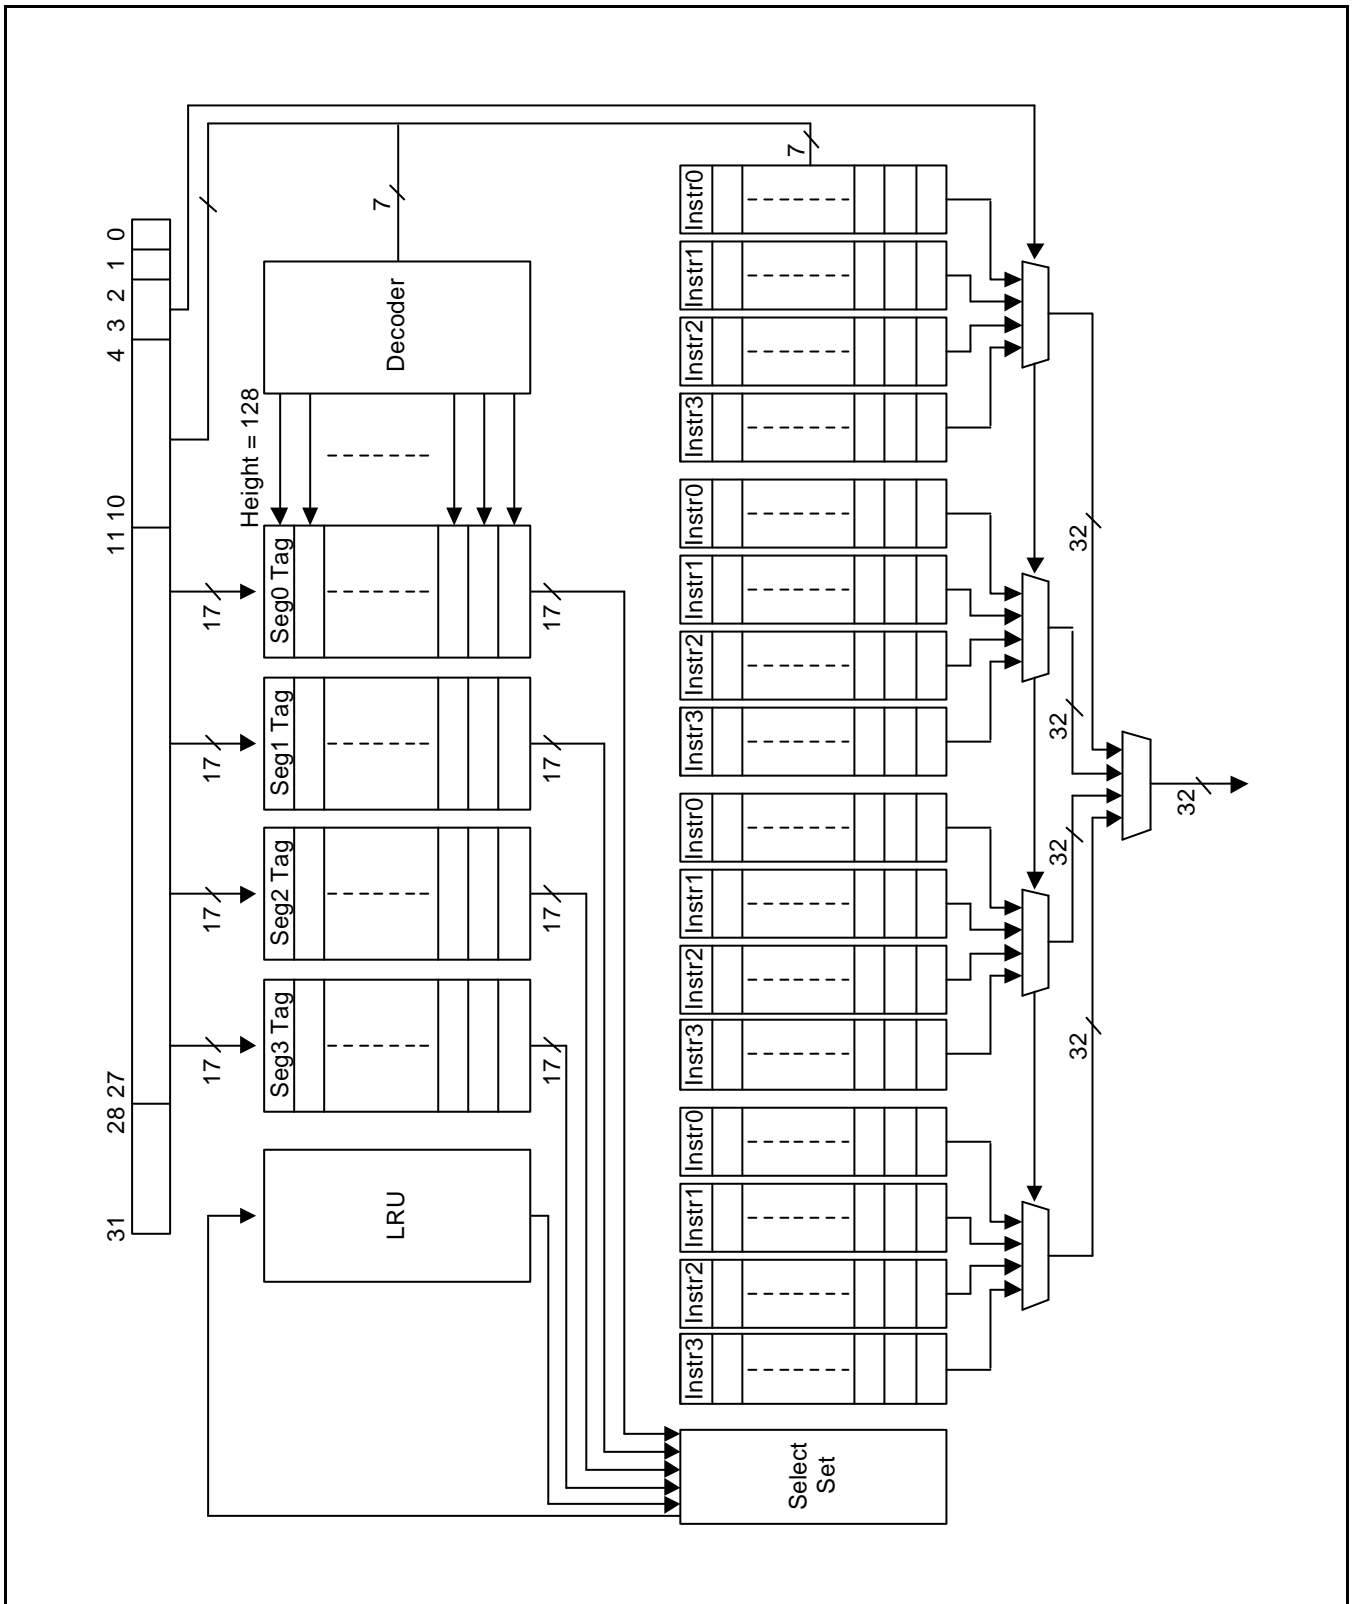 31
28 27
11 10
4
3
2
1
0
17
17
17
17
Height = 128
Seg3 Tag
Seg2 Tag
Seg1 Tag
Seg0 Tag
7
LRU
Decoder
17
17
17
17
Instr3
Instr2
Instr1
Instr0
Instr3
Instr2
Instr1
Instr0
Instr3
Instr2
Instr1
Instr0
Instr3
Instr2
Instr1
Instr0
7
Select
Set
32
32
32
32
32